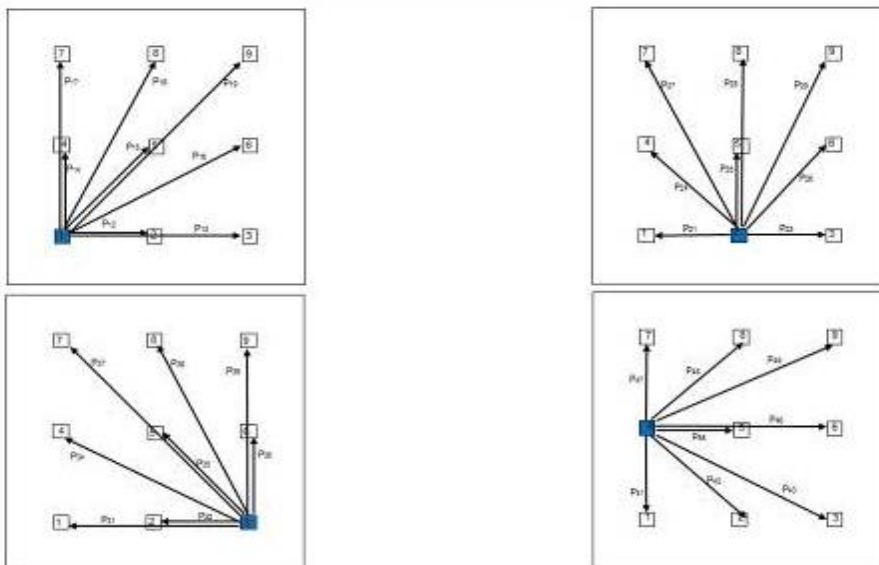 7 8 9
P17 P18 P19
4 P15 5 6
P14 P16
P12
2 P13 3
7 8 9
P27 P28 P29
4 5 6
P24 P25 P26
1 P21 P23 3
7 8 9
P37 P38 P39
4 5 6
P34 P35 P36
1 P31 2 P32
7 8 9
P47 P48 P49
P46
P45 5 6
P41 P42 P43
1 2 3